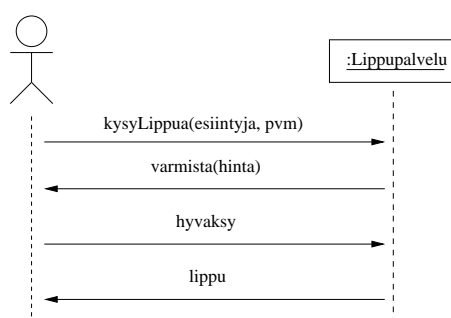 :Lippupalvelu
kysyLippua(esiintyja, pvm)
varmista(hinta)
hyvaksy
lippu